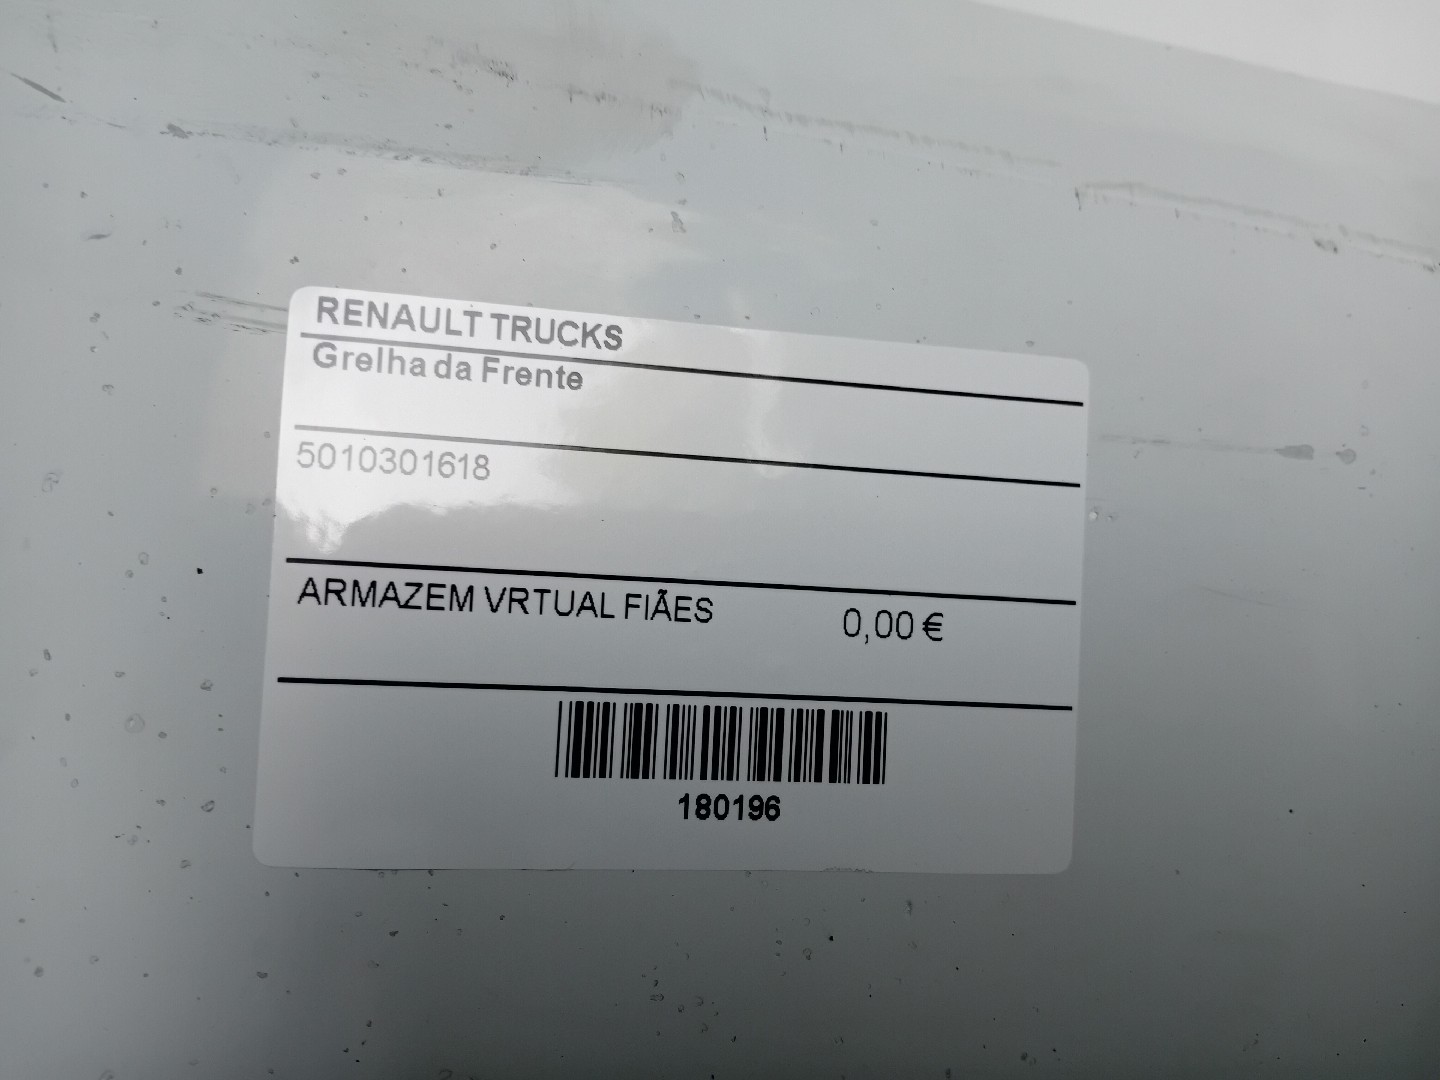 RENAULT TRUCKS
Grelha da Frente
5010301618
ARMAZEM VRTUAL FIÃES 0,00 €
180196